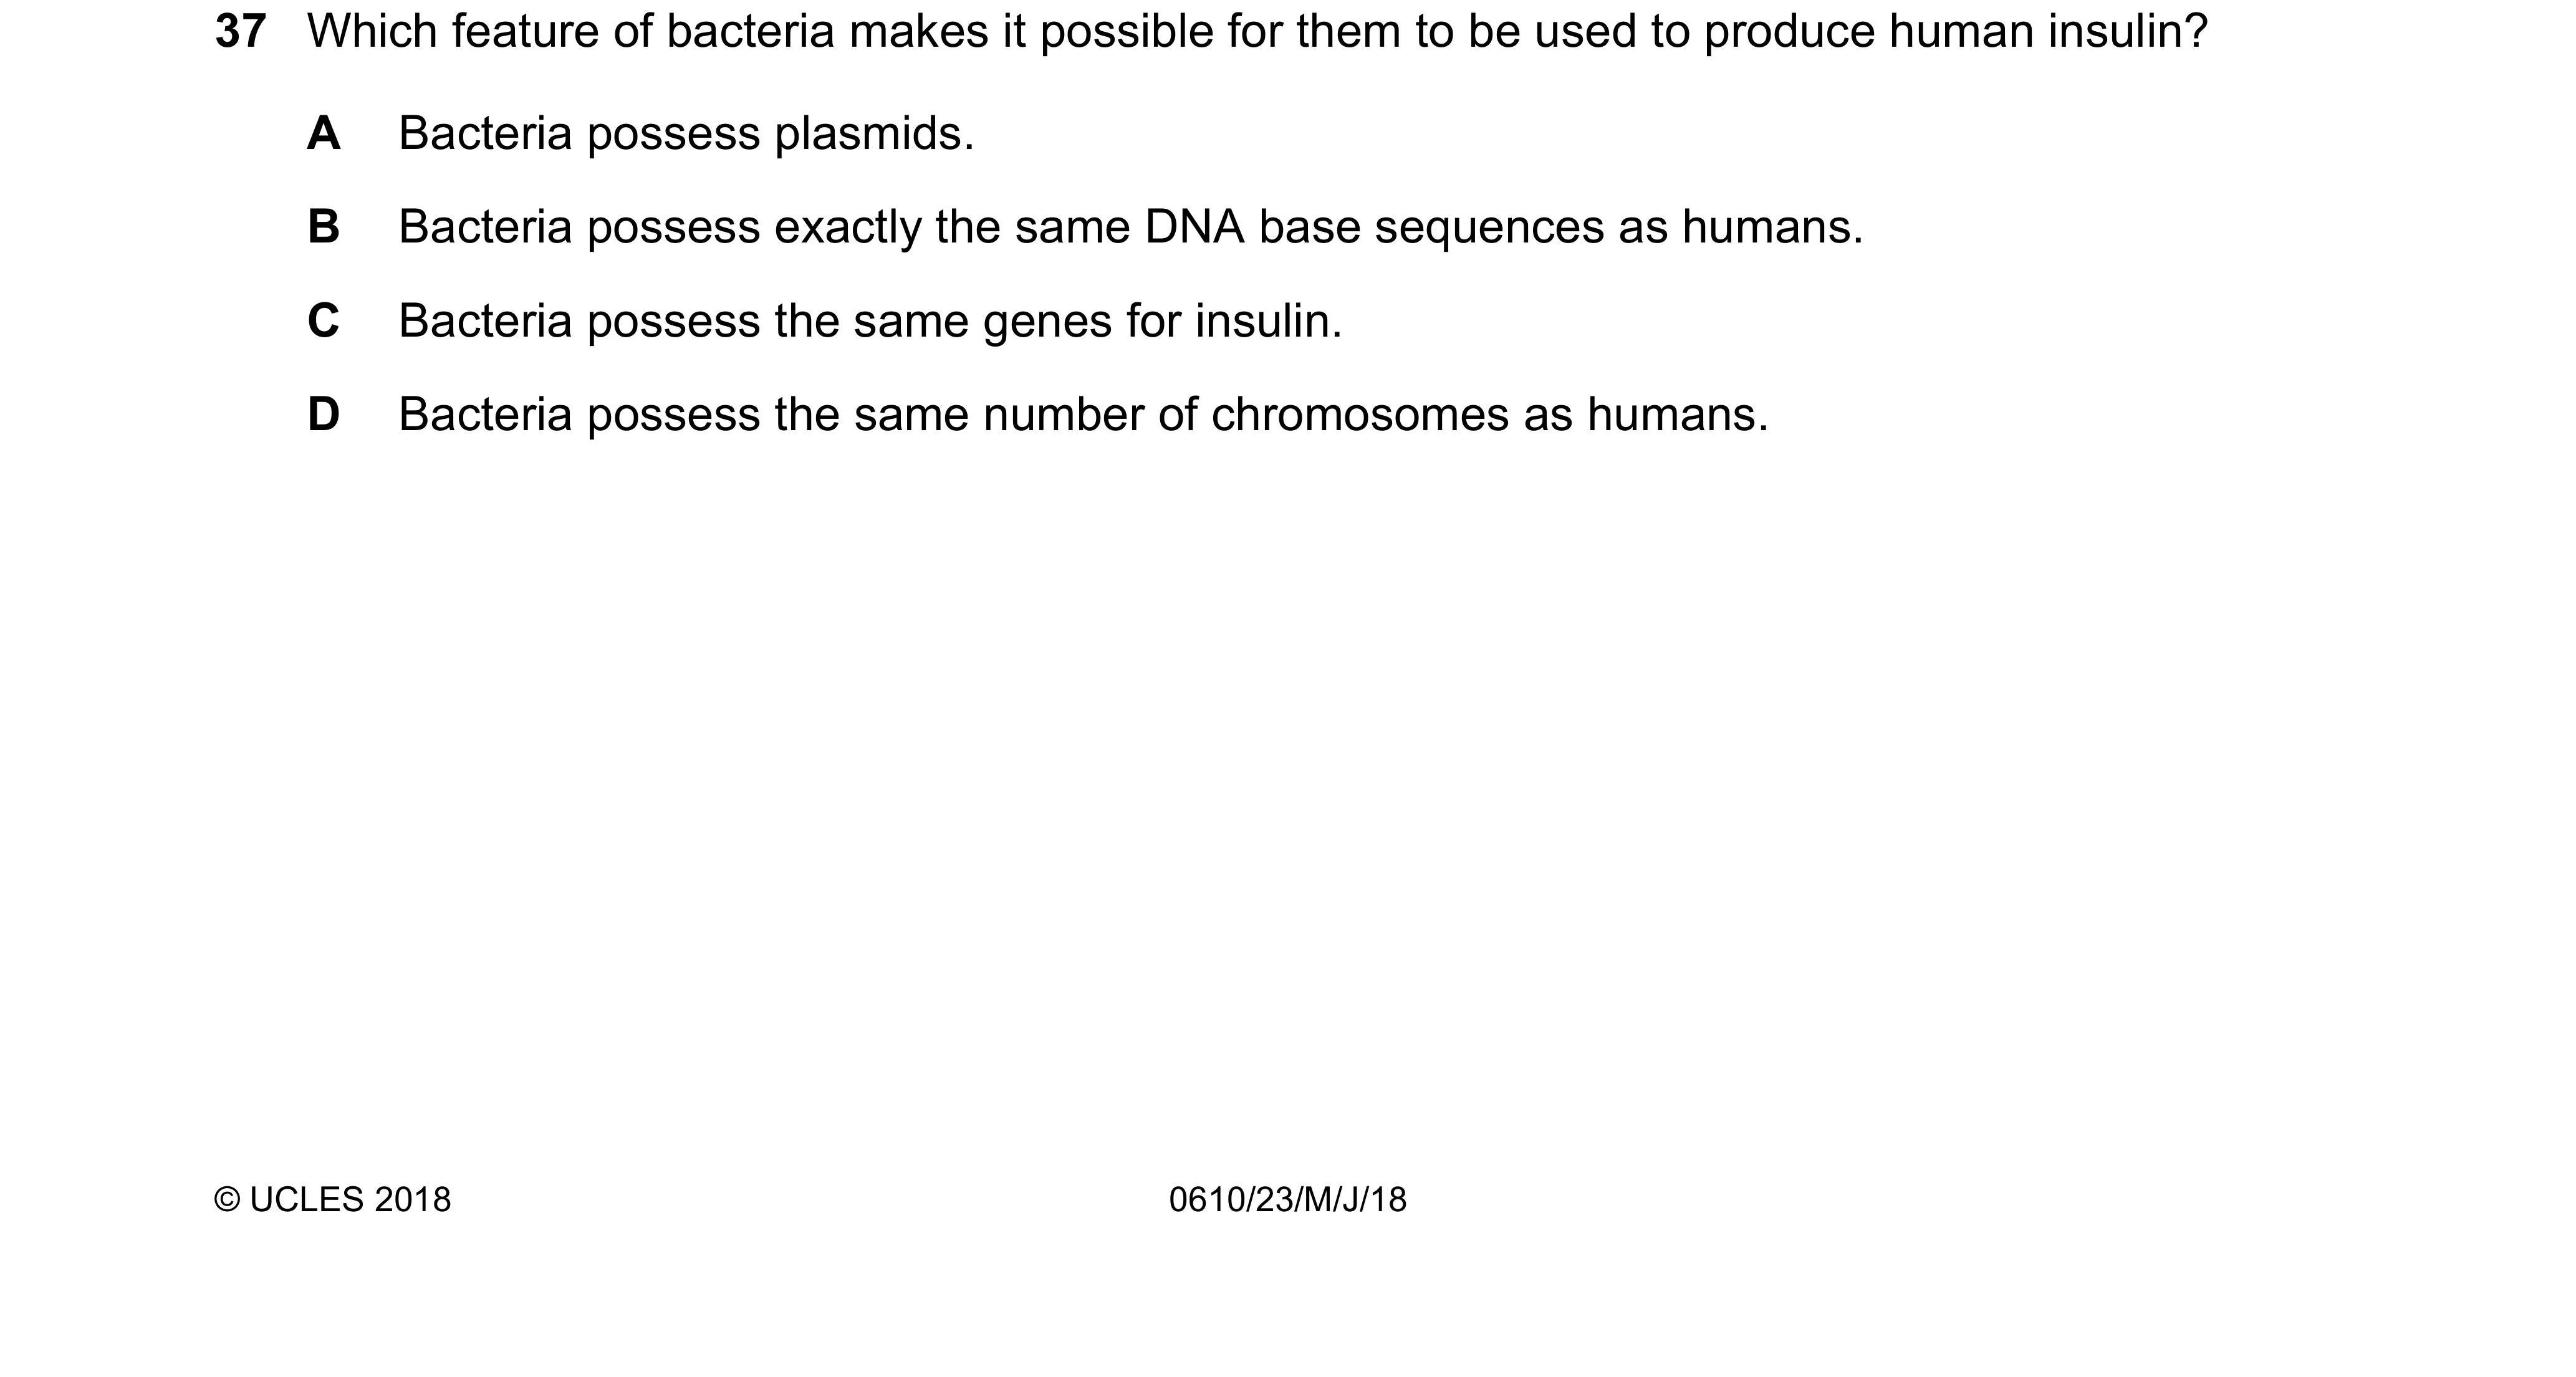 37 Which feature of bacteria makes it possible for them to be used to produce human insulin?
A Bacteria possess plasmids.
B Bacteria possess exactly the same DNA base sequences as humans.
C Bacteria possess the same genes for insulin.
D Bacteria possess the same number of chromosomes as humans.
© UCLES 2018 0610/23/M/J/18